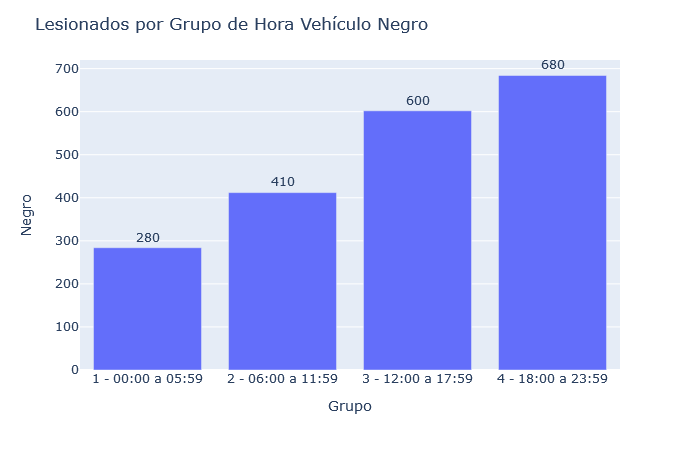 Lesionados por Grupo de Hora Vehículo Negro
700
600
500
400
300
200
100
0
Negro
280
410
600
680
1 - 00:00 a 05:59
2 - 06:00 a 11:59
3 - 12:00 a 17:59
4 - 18:00 a 23:59
Grupo